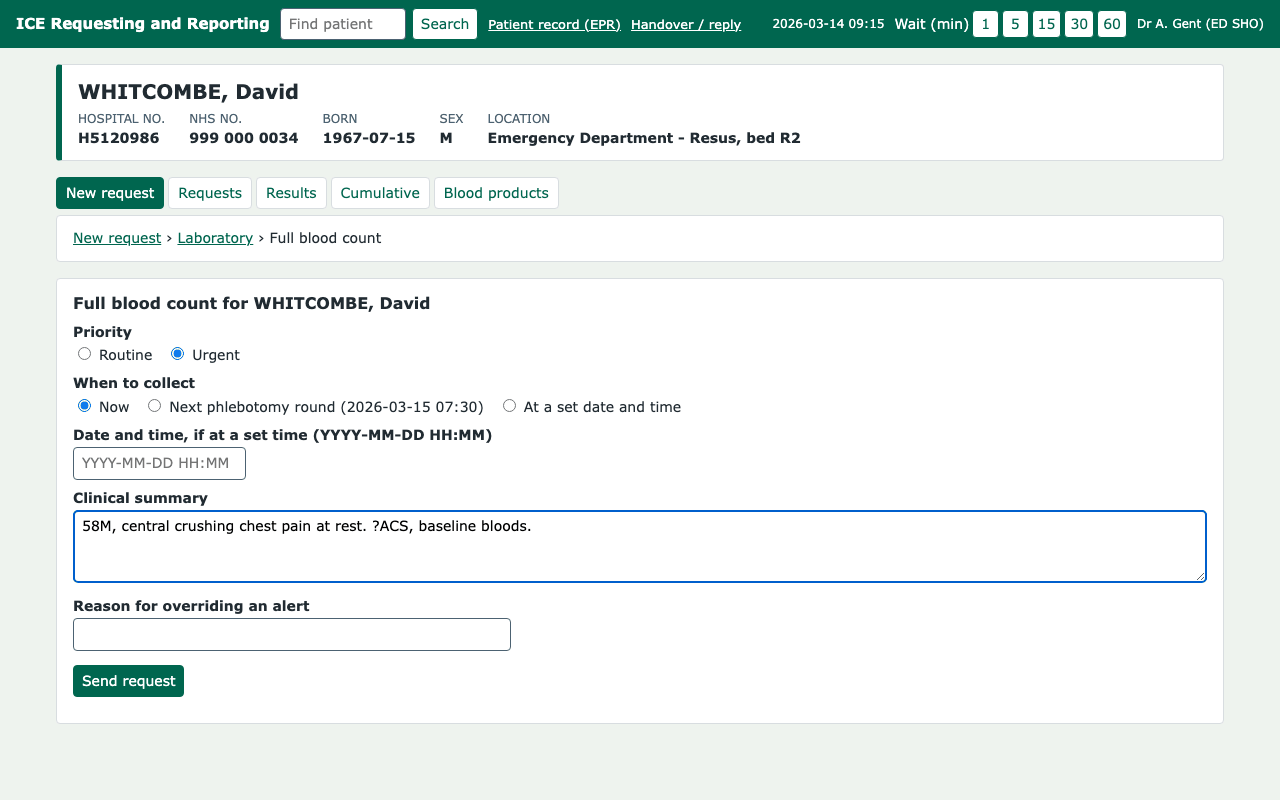 ICE Requesting and Reporting Find patient Search Patient record (EPR) Handover / reply 2026-03-14 09:15 Wait (min) 1 5 15 30 60 Dr A. Gent (ED SHO)
WHITCOMBE, David
HOSPITAL NO. NHS NO. BORN SEX LOCATION
H5120986 999 000 0034 1967-07-15 M Emergency Department - Resus, bed R2
New request Requests Results Cumulative Blood products
New request › Laboratory › Full blood count
Full blood count for WHITCOMBE, David
Priority
Routine Urgent
When to collect
Now Next phlebotomy round (2026-03-15 07:30) At a set date and time
Date and time, if at a set time (YYYY-MM-DD HH:MM)
YYYY-MM-DD HH:MM
Clinical summary
58M, central crushing chest pain at rest. ?ACS, baseline bloods.
Reason for overriding an alert
Send request